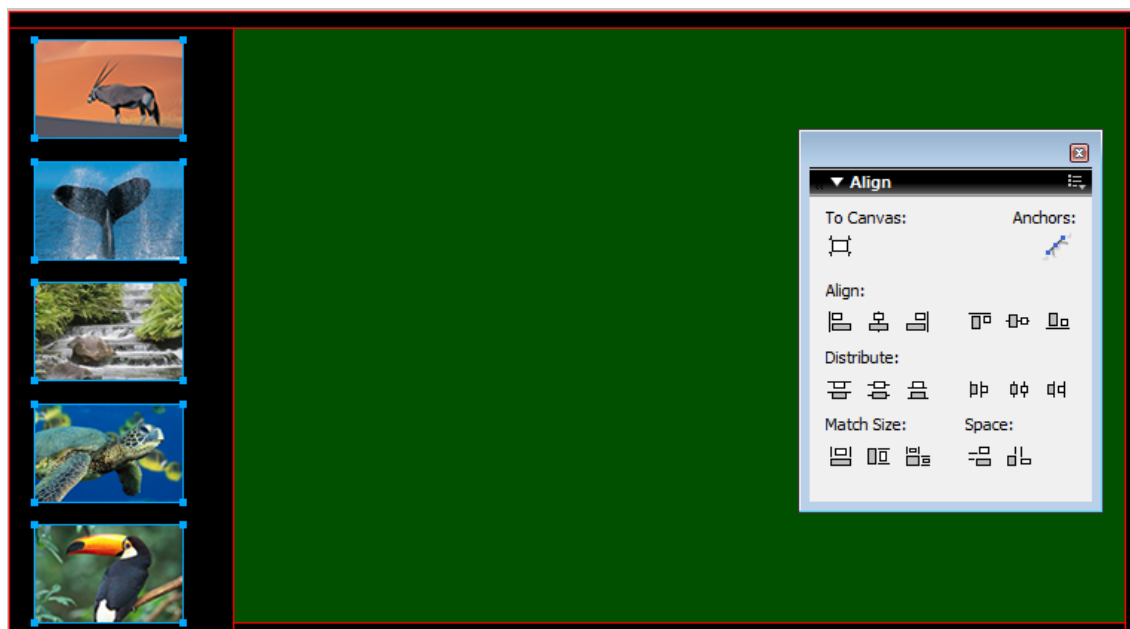 Align
To Canvas: Anchors:
Align:
Distribute:
Match Size: Space: